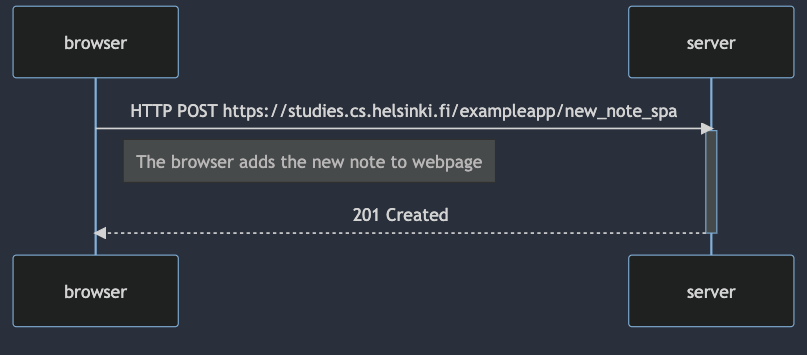 browser
server
HTTP POST https://studies.cs.helsinki.fi/exampleapp/new_note_spa
The browser adds the new note to webpage
201 Created
browser
server